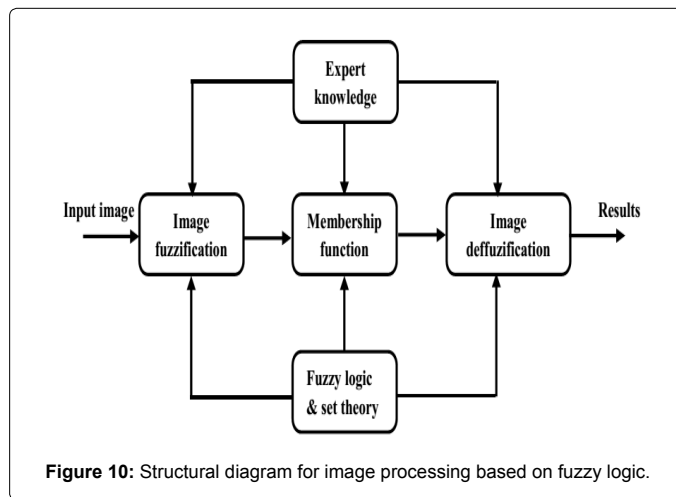 Expert
knowledge
Input image
Image
fuzzification
Membership
function
Image
deffuzification
Results
Fuzzy logic
& set theory
Figure 10: Structural diagram for image processing based on fuzzy logic.